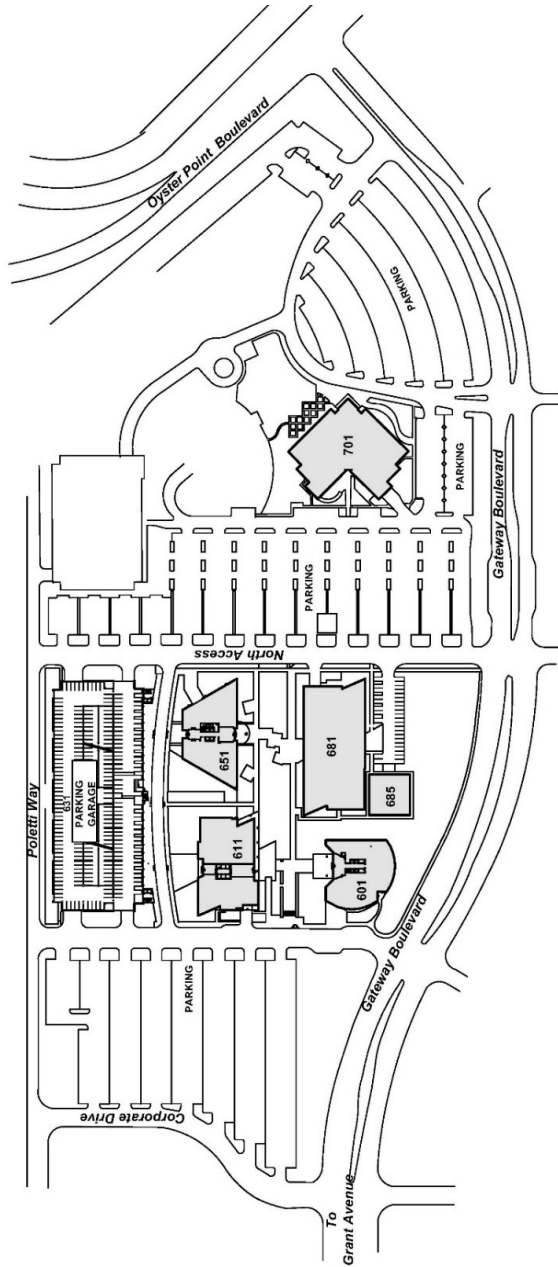 Oyster Point Boulevard
PARKING
701
PARKING
Gateway Boulevard
PARKING
North Access
Poletti Way
631
PARKING
GARAGE
651
681
685
611
601
Gateway Boulevard
PARKING
Corporate Drive
To
Grant Avenue